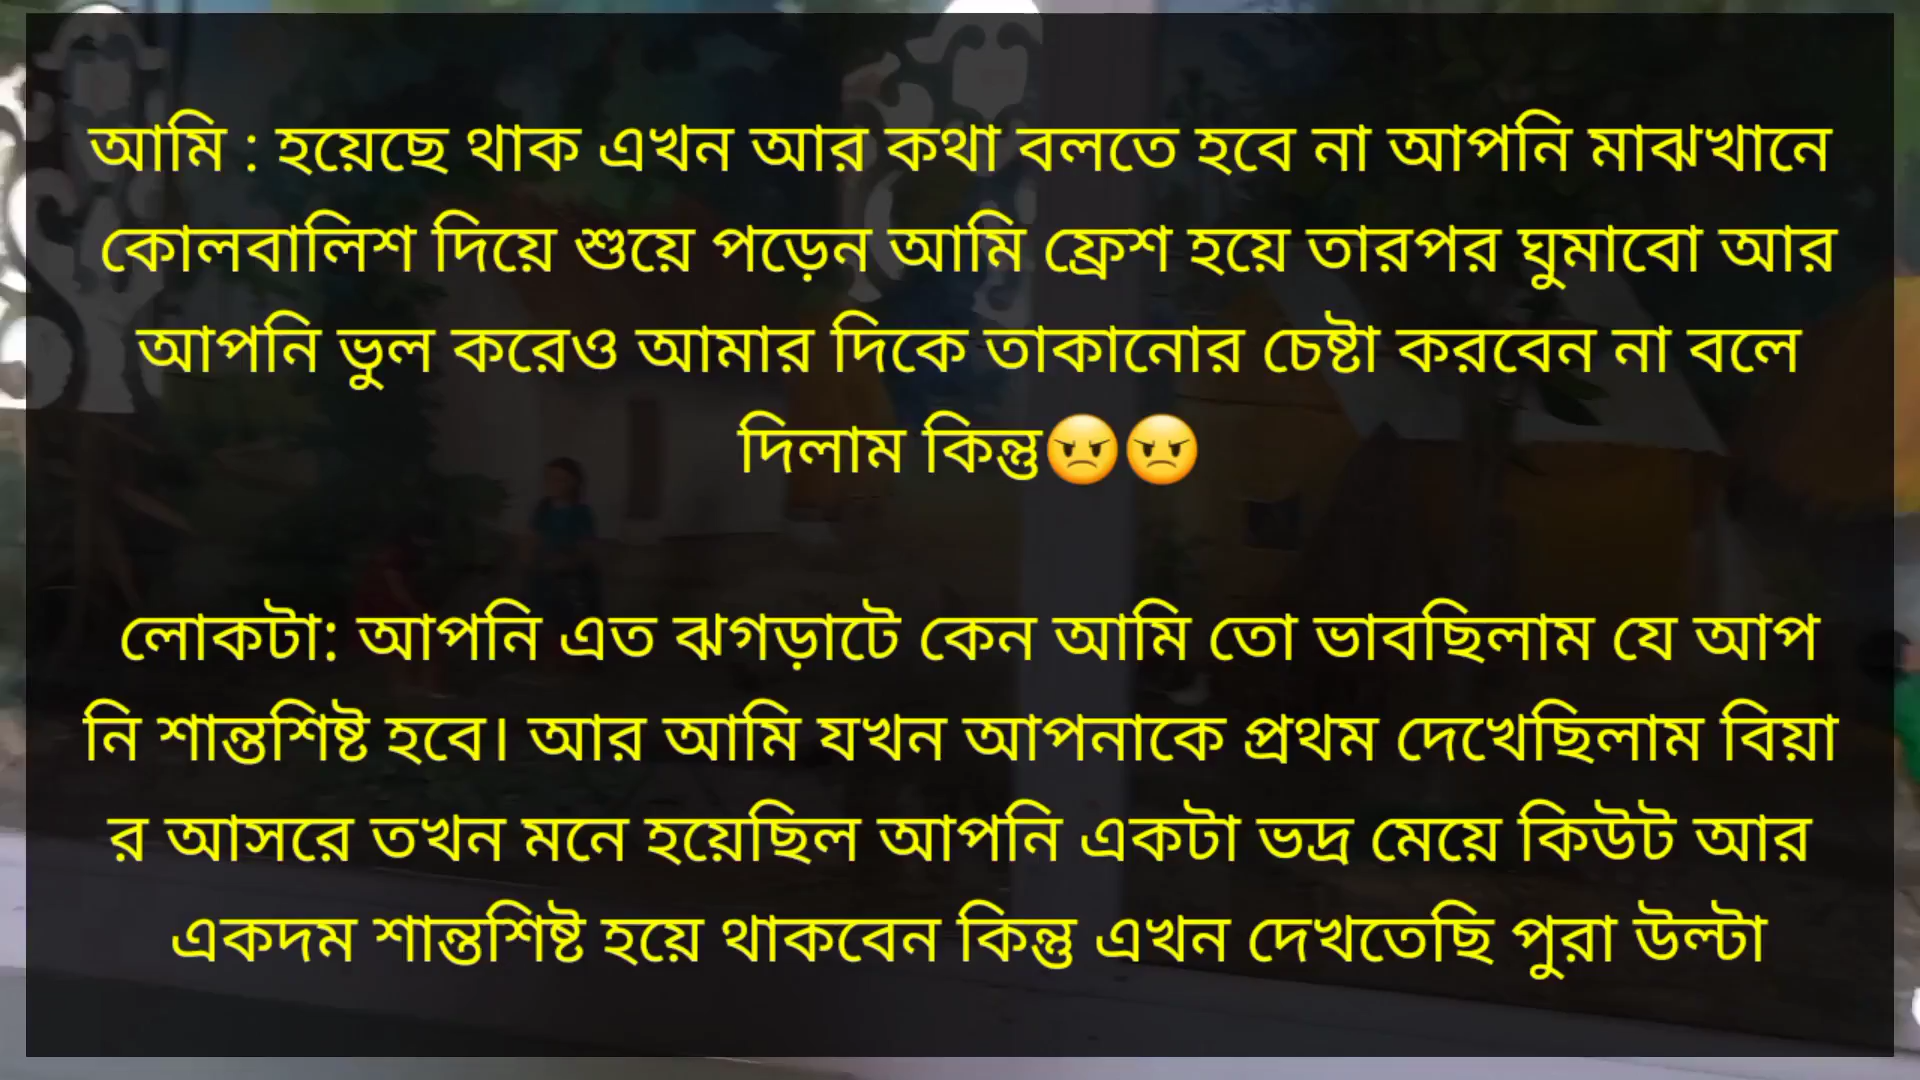 আমি : হয়েছে থাক এখন আর কথা বলতে হবে না আপনি মাঝখানে
কোলবালিশ দিয়ে শুয়ে পড়েন আমি ফ্রেশ হয়ে তারপর ঘুমাবো আর
আপনি ভুল করেও আমার দিকে তাকানোর চেষ্টা করবেন না বলে
দিলাম কিন্তু😠😠
লোকটা: আপনি এত ঝগড়াটে কেন আমি তো ভাবছিলাম যে আপ
নি শান্তশিষ্ট হবে। আর আমি যখন আপনাকে প্রথম দেখেছিলাম বিয়া
র আসরে তখন মনে হয়েছিল আপনি একটা ভদ্র মেয়ে কিউট আর
একদম শান্তশিষ্ট হয়ে থাকবেন কিন্তু এখন দেখতেছি পুরা উল্টা